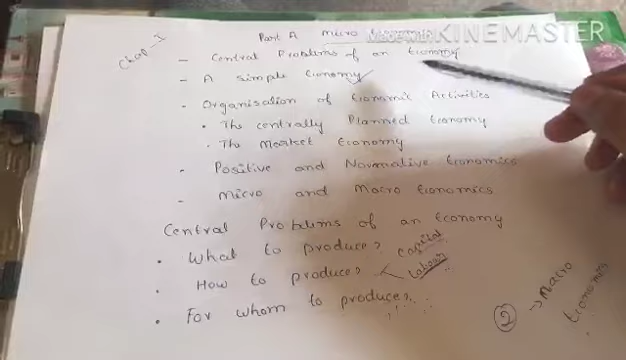 Chap I
Part A Micro Economics
- Central Problems of an Economy
- A simple Economy
- Organisation of Economic Activities
• The centrally Planned Economy
• The Market Economy
- Positive and Normative Economics
- Micro and Macro Economics
Central Problems of an Economy
• What to produce?
• How to produce? capital
labour
• For whom to produce?
② → Macro
Economics
KINEMASTER